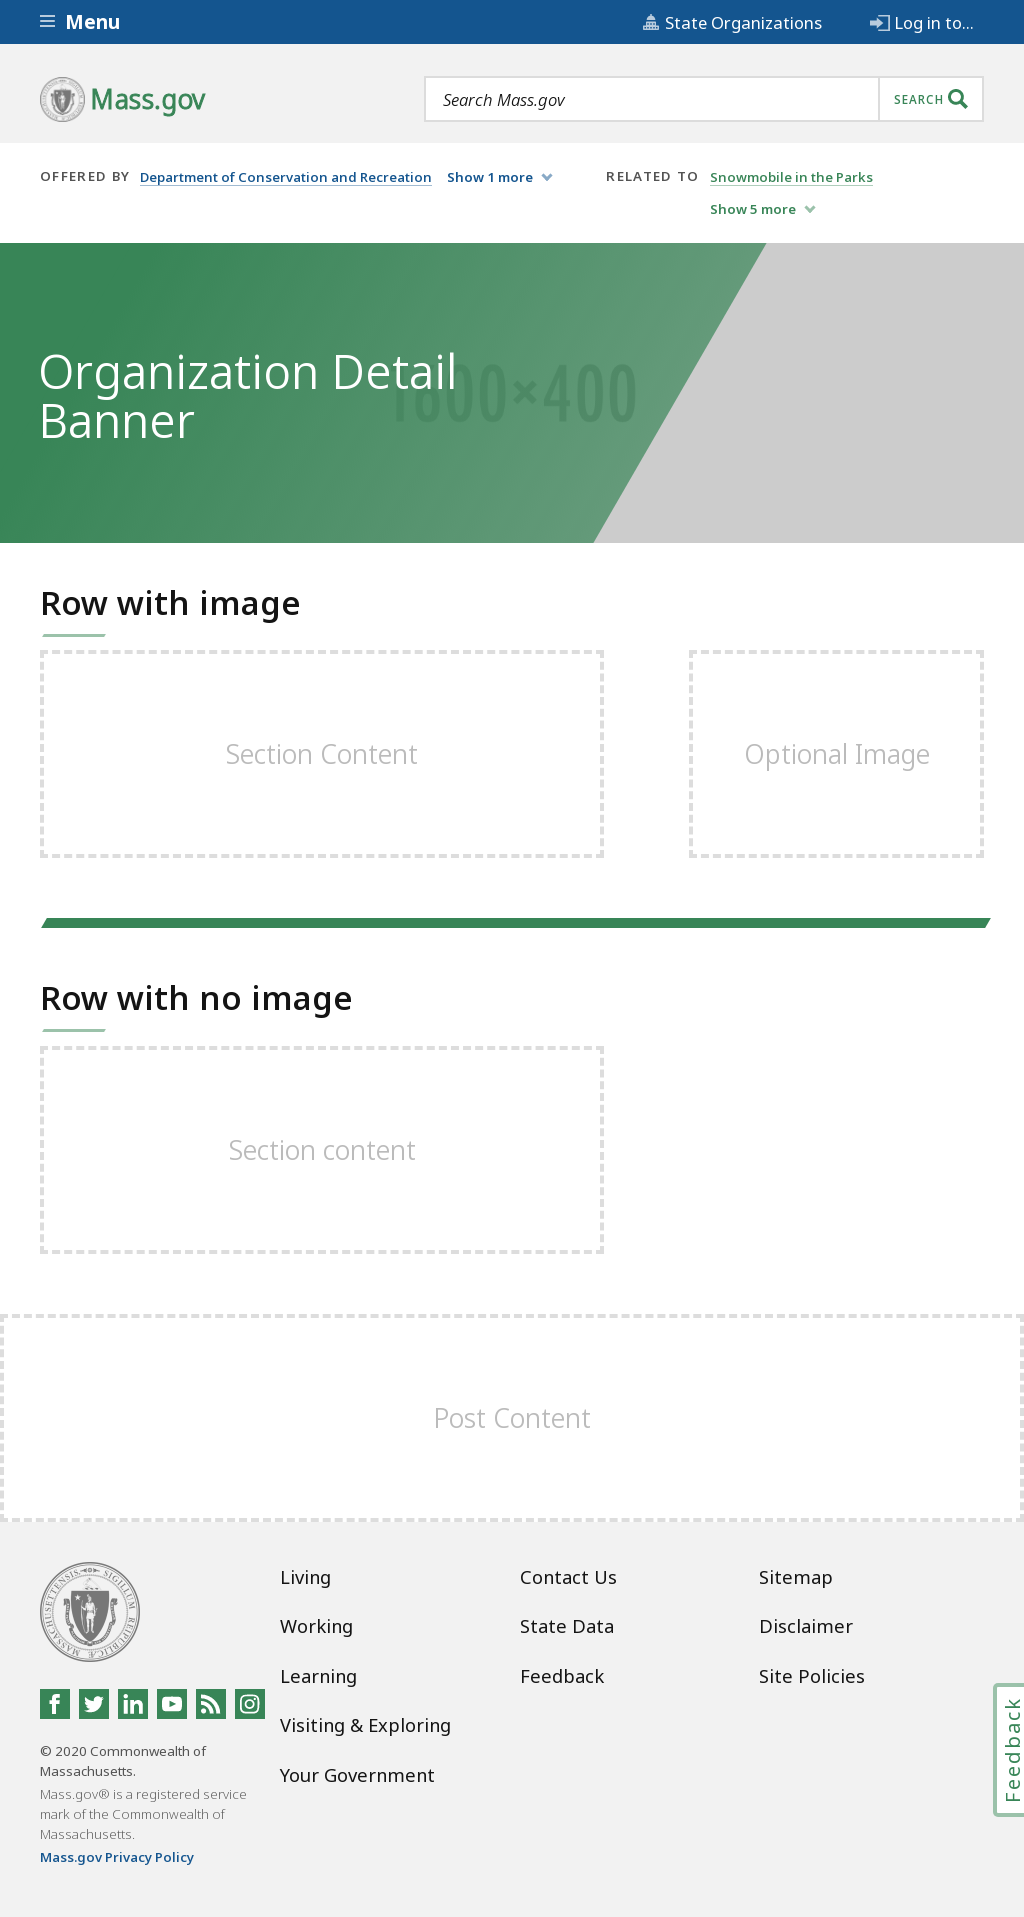 Menu
State Organizations
Log in to...
Mass.gov
Search Mass.gov
SEARCH
OFFERED BY
Department of Conservation and Recreation
Show 1 more
RELATED TO
Snowmobile in the Parks
Show 5 more
Organization Detail
Banner
1600×400
Row with image
Section Content
Optional Image
Row with no image
Section content
Post Content
Living
Working
Learning
Visiting & Exploring
Your Government
Contact Us
State Data
Feedback
Sitemap
Disclaimer
Site Policies
© 2020 Commonwealth of
Massachusetts.
Mass.gov® is a registered service
mark of the Commonwealth of
Massachusetts.
Mass.gov Privacy Policy
Feedback